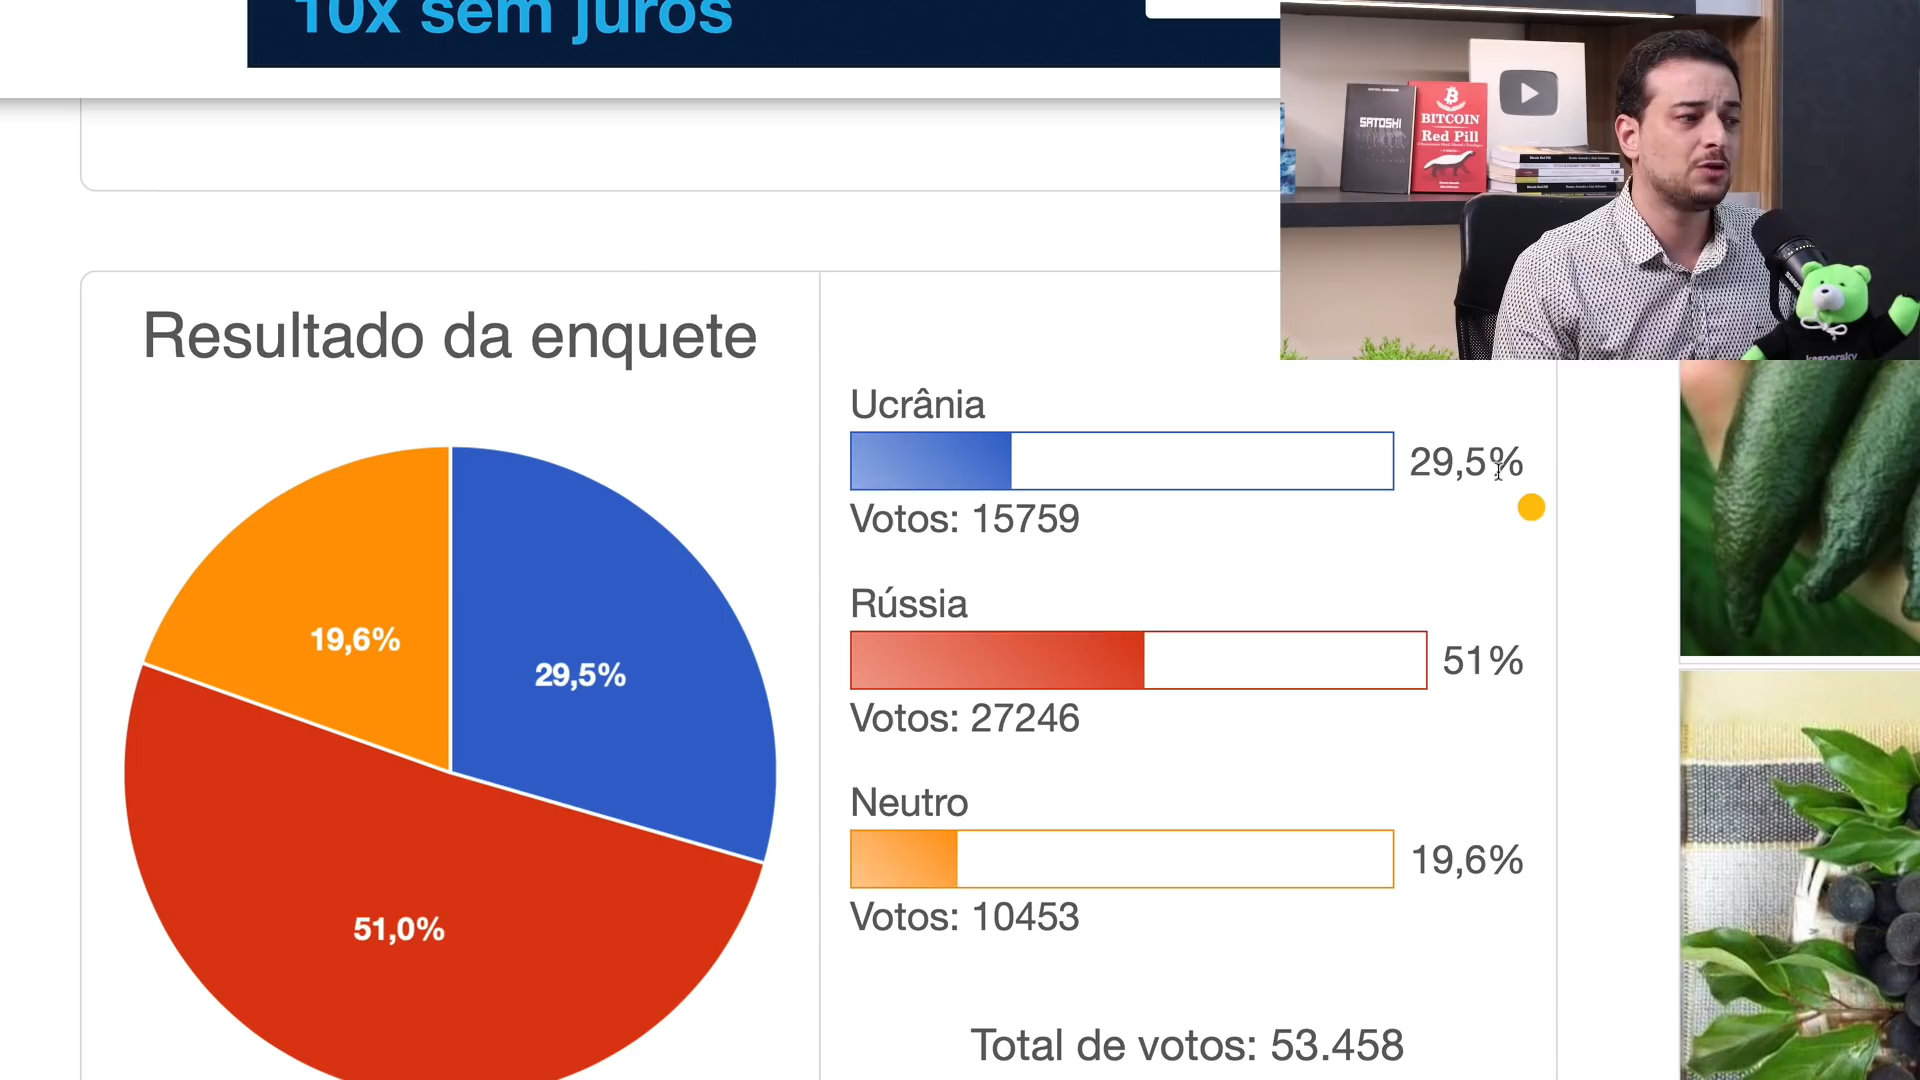 10x sem juros
SATOSHI
BITCOIN
Red Pill
kaspersky
Resultado da enquete
Ucrânia
29,5%
Votos: 15759
Rússia
51%
Votos: 27246
Neutro
19,6%
Votos: 10453
Total de votos: 53.458
19,6%
29,5%
51,0%